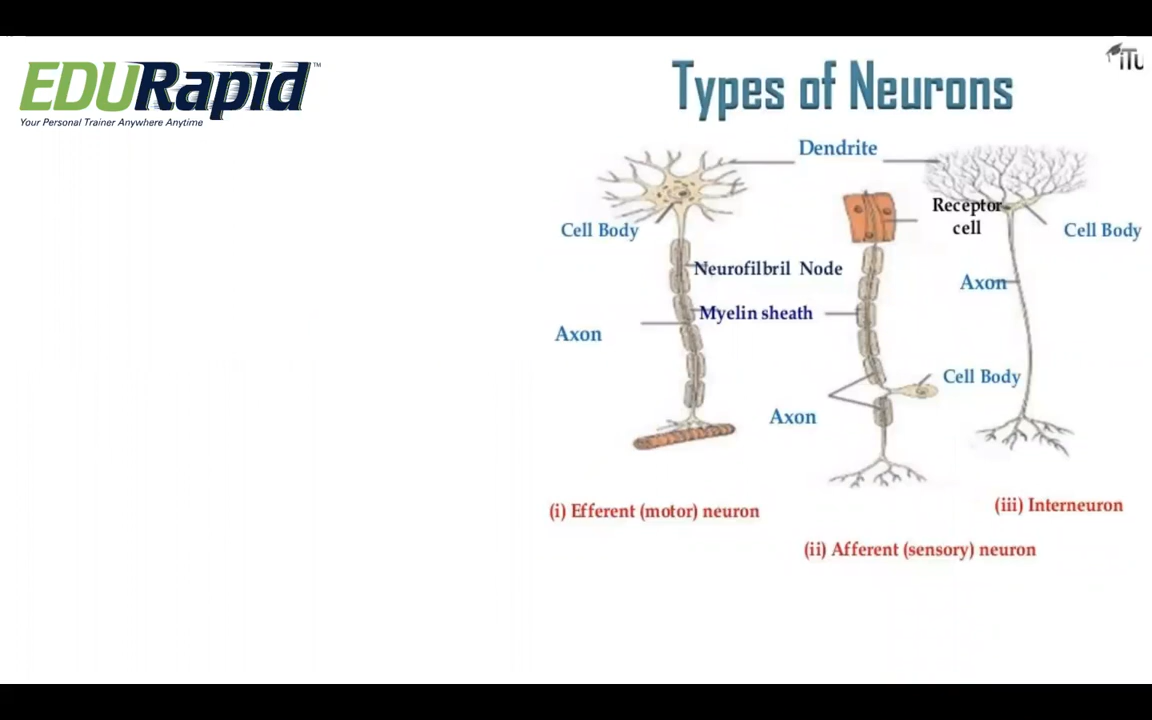 EDURapid™
Your Personal Trainer Anywhere Anytime
iTu
Types of Neurons
Dendrite
Receptor
cell
Cell Body
Cell Body
Neurofilbril Node
Axon
Myelin sheath
Axon
Cell Body
Axon
(i) Efferent (motor) neuron
(iii) Interneuron
(ii) Afferent (sensory) neuron